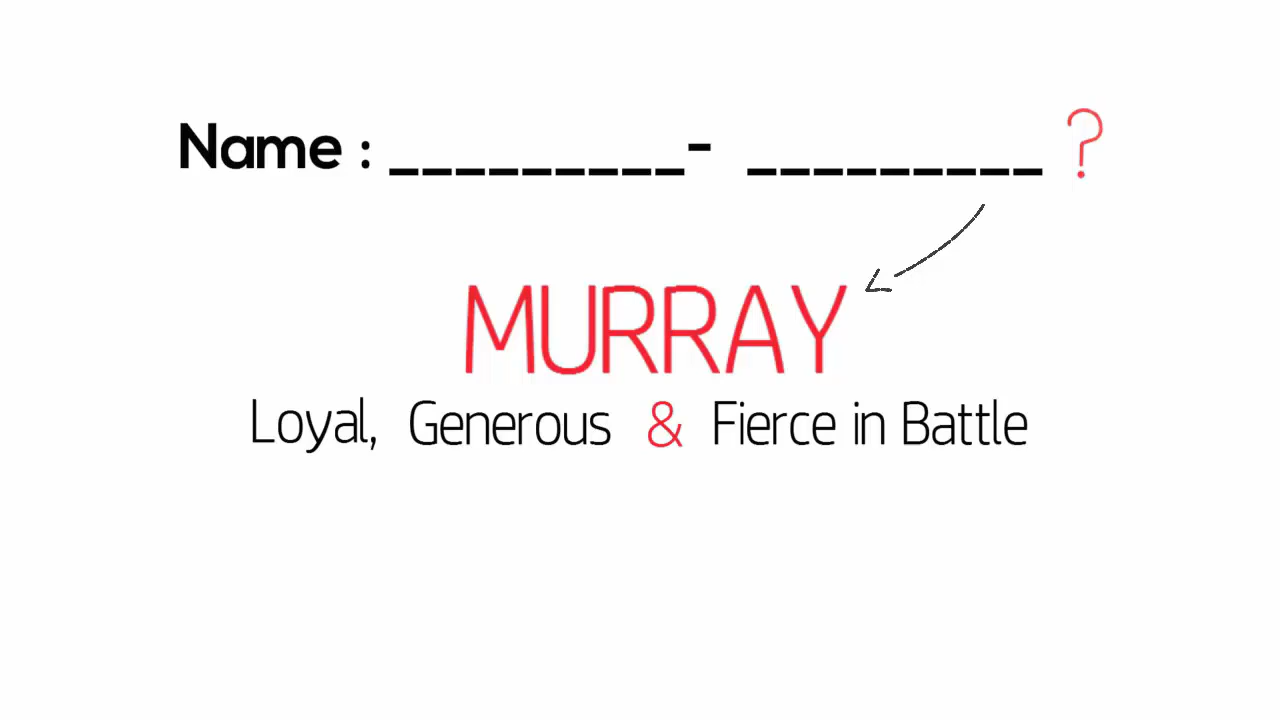 Name : _________- _________ ?
MURRAY
Loyal, Generous & Fierce in Battle